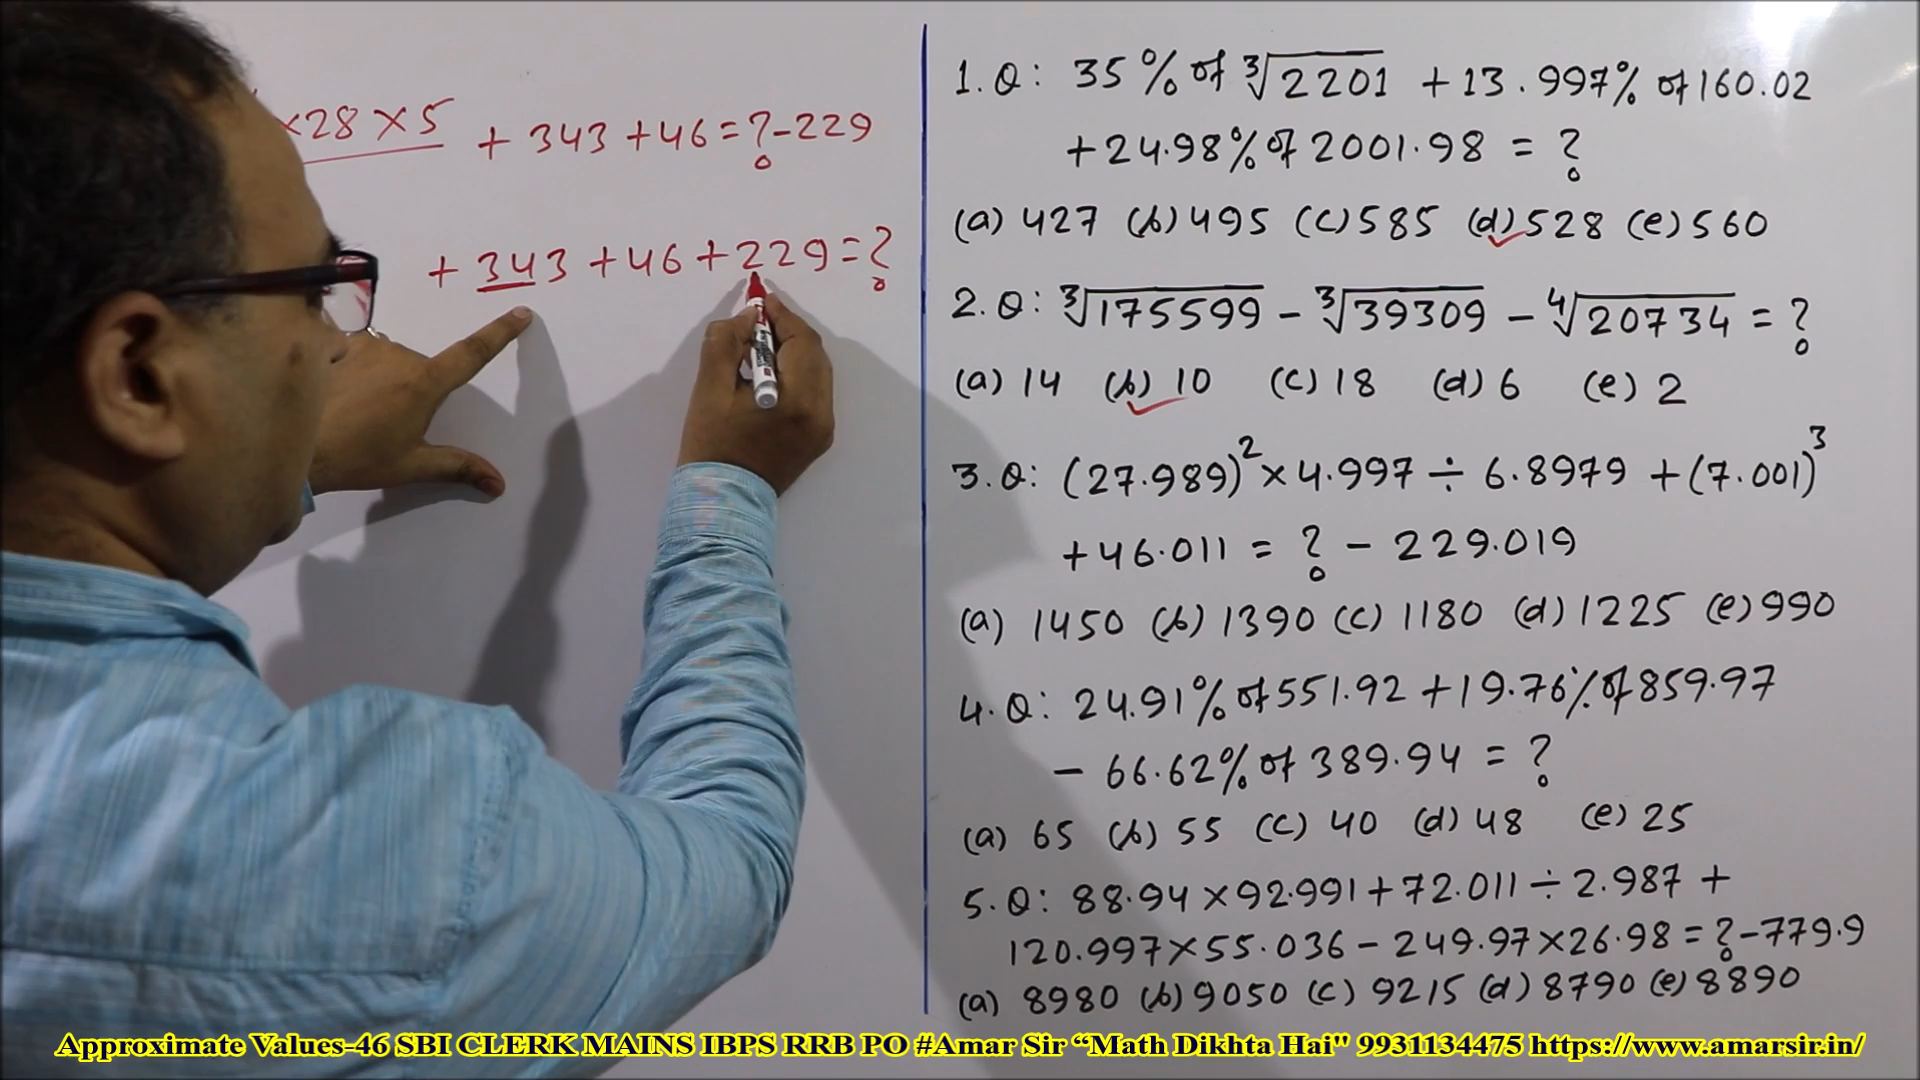 ×28×5 + 343 + 46 = ? - 229
+ 343 + 46 + 229 = ?
1.Q: 35% of ∛2201 + 13.997% of 160.02
+ 24.98% of 2001.98 = ?
(a) 427 (b) 495 (c) 585 (d) 528 (e) 560
2.Q: ∛175599 - ∛39309 - ∜20734 = ?
(a) 14 (b) 10 (c) 18 (d) 6 (e) 2
3.Q: (27.989)² × 4.997 ÷ 6.8979 + (7.001)³
+ 46.011 = ? - 229.019
(a) 1450 (b) 1390 (c) 1180 (d) 1225 (e) 990
4.Q: 24.91% of 551.92 + 19.76% of 859.97
- 66.62% of 389.94 = ?
(a) 65 (b) 55 (c) 40 (d) 48 (e) 25
5.Q: 88.94 × 92.991 + 72.011 ÷ 2.987 +
120.997 × 55.036 - 249.97 × 26.98 = ? - 779.9
(a) 8980 (b) 9050 (c) 9215 (d) 8790 (e) 8890
Approximate Values-46 SBI CLERK MAINS IBPS RRB PO #Amar Sir “Math Dikhta Hai" 9931134475 https://www.amarsir.in/